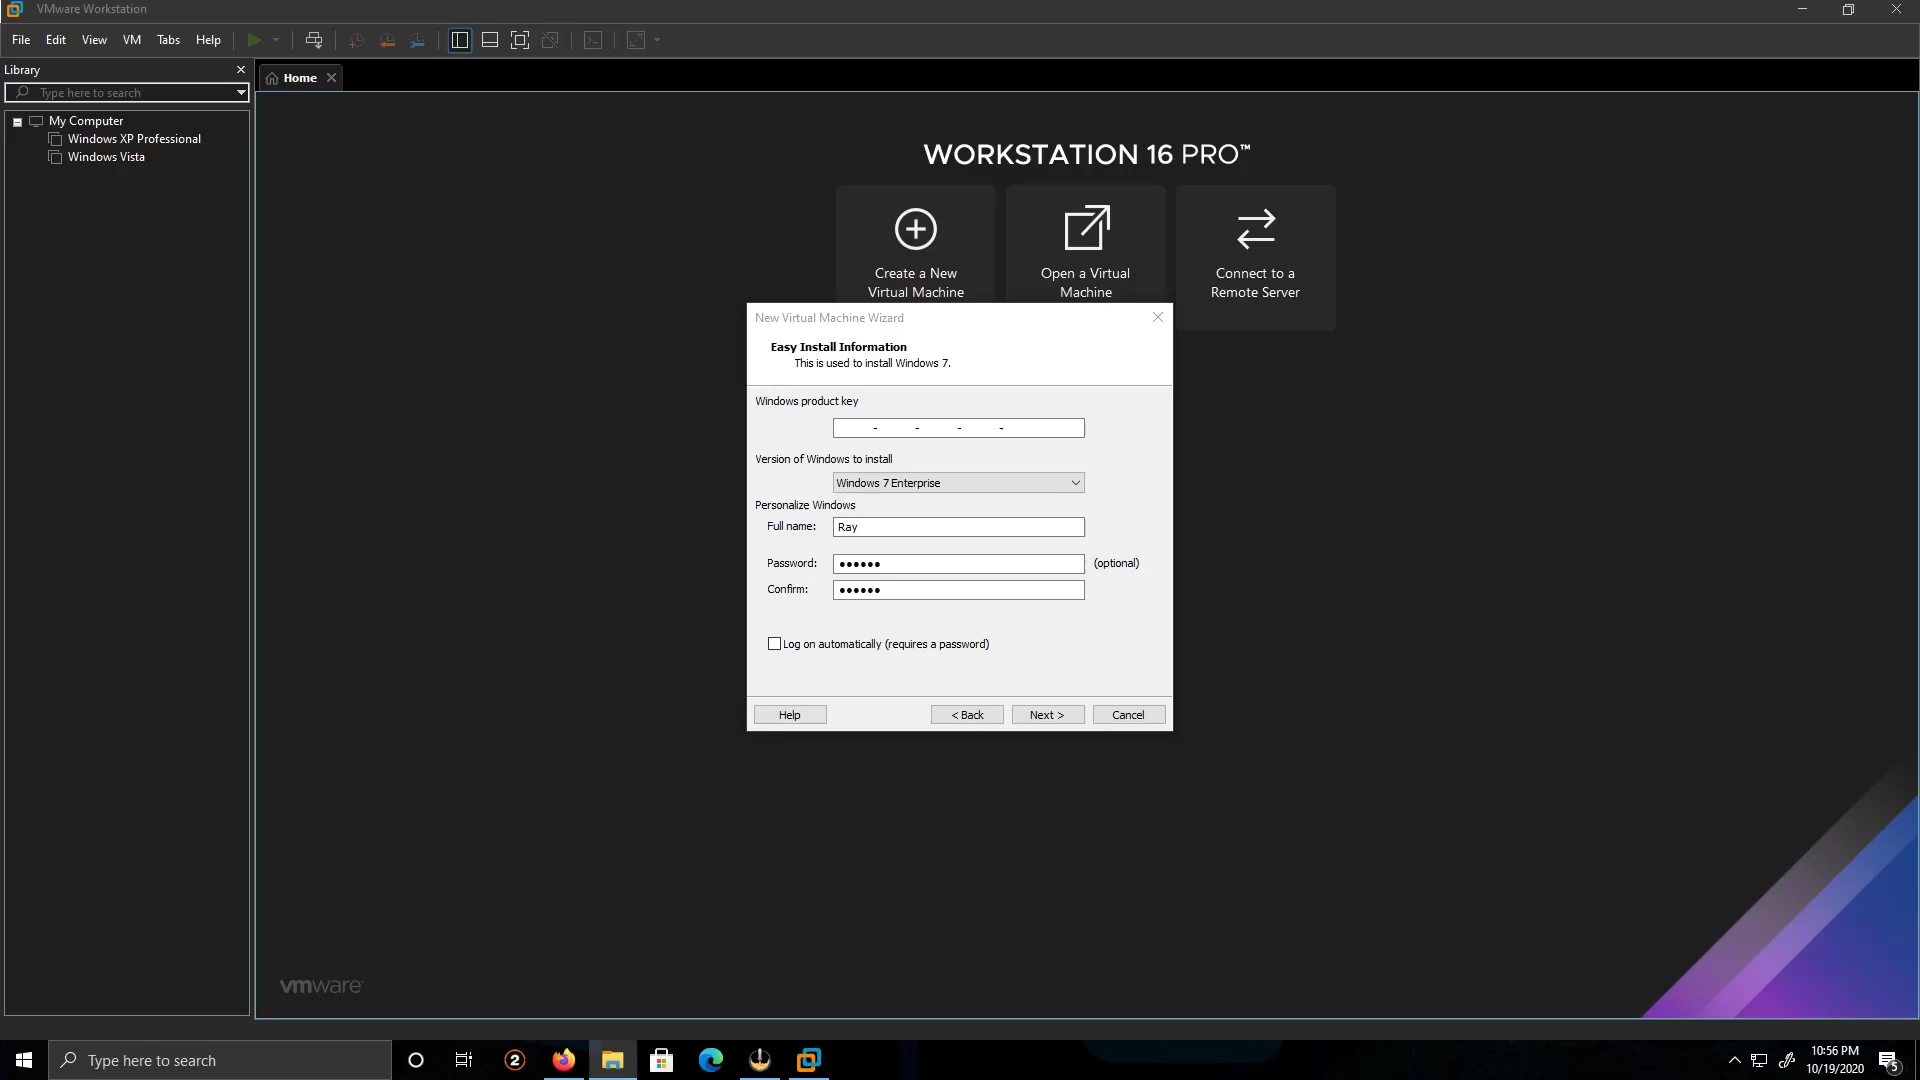 VMware Workstation
File Edit View VM Tabs Help
Library
Type here to search
My Computer
Windows XP Professional
Windows Vista
Home
WORKSTATION 16 PRO™
Create a New
Virtual Machine
Open a Virtual
Machine
Connect to a
Remote Server
New Virtual Machine Wizard
Easy Install Information
This is used to install Windows 7.
Windows product key
- - - -
Version of Windows to install
Windows 7 Enterprise
Personalize Windows
Full name: Ray
Password: ●●●●●● (optional)
Confirm: ●●●●●●
Log on automatically (requires a password)
Help < Back Next > Cancel
vmware
Type here to search
2
10:56 PM
10/19/2020
5